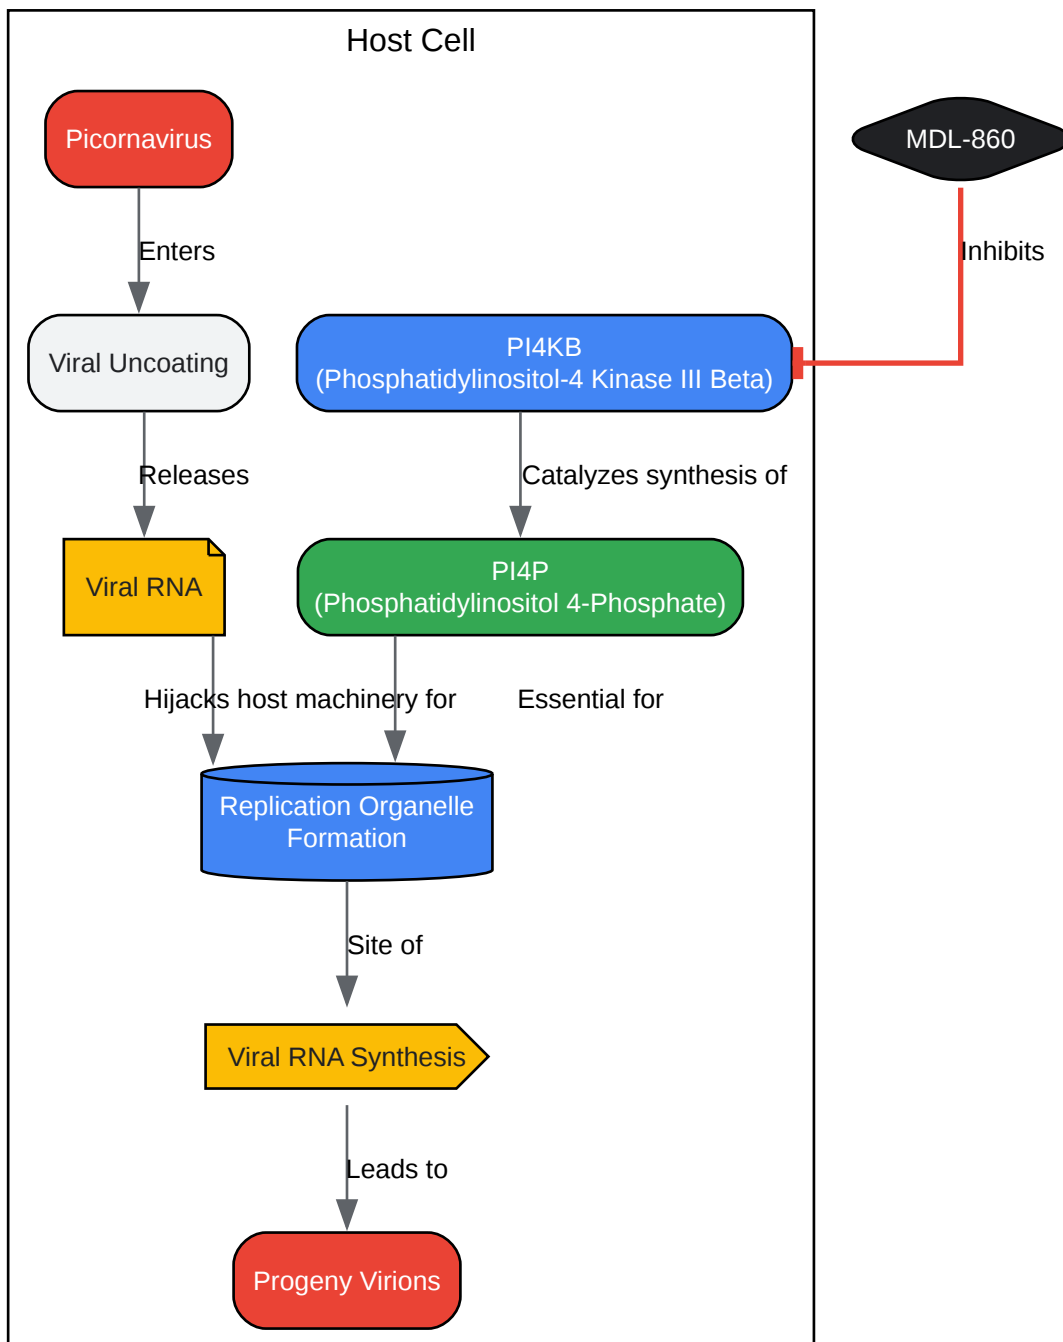 Host Cell
Picornavirus
MDL-860
Enters
Inhibits
Viral Uncoating
PI4KB
(Phosphatidylinositol-4 Kinase III Beta)
Releases
Catalyzes synthesis of
Viral RNA
PI4P
(Phosphatidylinositol 4-Phosphate)
Hijacks host machinery for
Essential for
Replication Organelle
Formation
Site of
Viral RNA Synthesis
Leads to
Progeny Virions